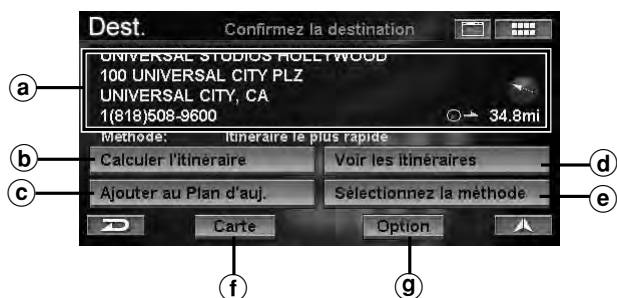 Dest. Confirmez la destination
UNIVERSAL STUDIOS HOLLYWOOD
100 UNIVERSAL CITY PLZ
UNIVERSAL CITY, CA
1(818)508-9600 34.8mi
Méthode: Itinéraire le plus rapide
Calculer l'itinéraire Voir les itinéraires
Ajouter au Plan d'auj. Sélectionnez la méthode
Carte Option
a
b
c
d
e
f
g